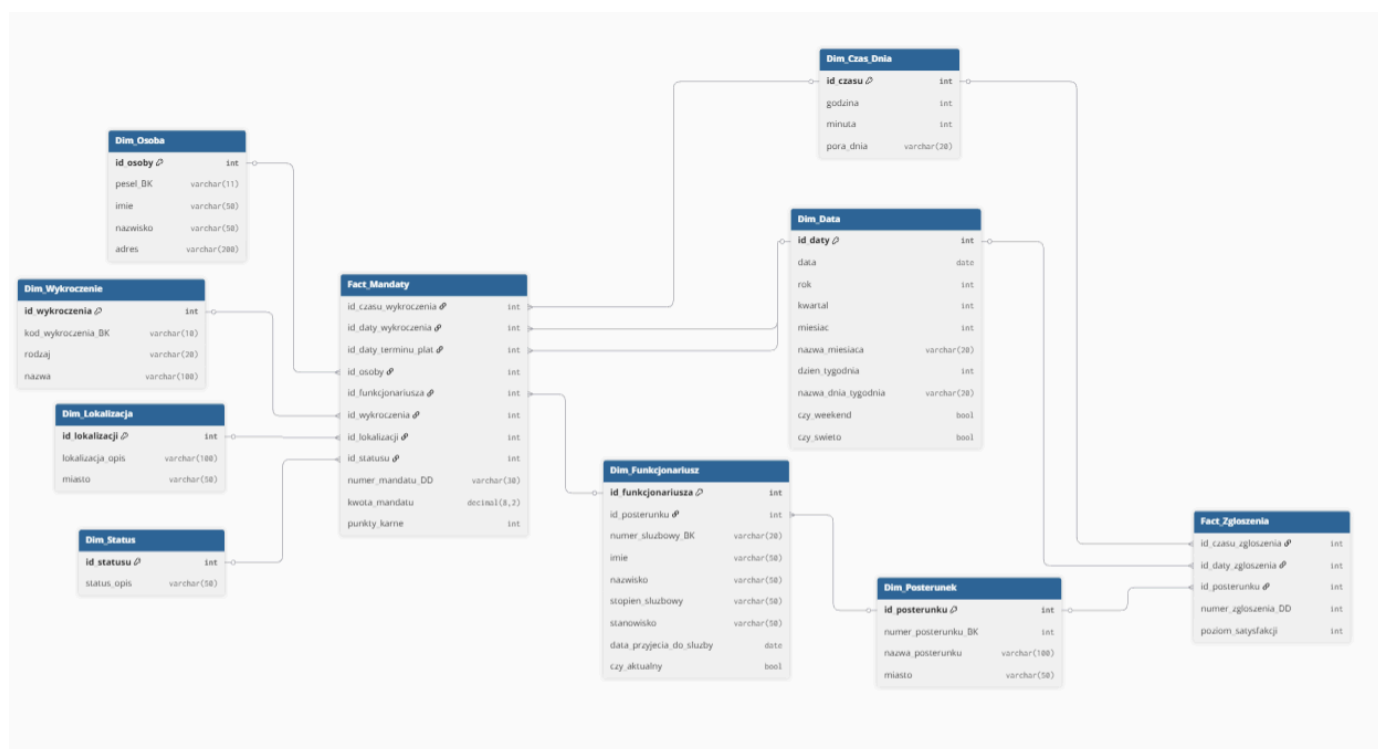 Dim_Czas_Dnia
id_czasu int
godzina int
minuta int
pora_dnia varchar(20)
Dim_Osoba
id_osoby int
pesel_BK varchar(11)
imie varchar(50)
nazwisko varchar(50)
adres varchar(200)
Dim_Data
id_daty int
data date
rok int
kwartal int
miesiac int
nazwa_miesiaca varchar(20)
dzien_tygodnia int
nazwa_dnia_tygodnia varchar(20)
czy_weekend bool
czy_swieto bool
Dim_Wykroczenie
id_wykroczenia int
kod_wykroczenia_BK varchar(10)
rodzaj varchar(20)
nazwa varchar(100)
Fact_Mandaty
id_czasu_wykroczenia int
id_daty_wykroczenia int
id_daty_terminu_plat int
id_osoby int
id_funkcjonariusza int
id_wykroczenia int
id_lokalizacji int
id_statusu int
numer_mandatu_DD varchar(30)
kwota_mandatu decimal(8,2)
punkty_karne int
Dim_Lokalizacja
id_lokalizacji int
lokalizacja_opis varchar(100)
miasto varchar(50)
Dim_Status
id_statusu int
status_opis varchar(50)
Dim_Funkcjonariusz
id_funkcjonariusza int
id_posterunku int
numer_sluzbowy_BK varchar(20)
imie varchar(50)
nazwisko varchar(50)
stopien_sluzbowy varchar(50)
stanowisko varchar(50)
data_przyjecia_do_sluzby date
czy_aktualny bool
Dim_Posterunek
id_posterunku int
numer_posterunku_BK int
nazwa_posterunku varchar(100)
miasto varchar(50)
Fact_Zgloszenia
id_czasu_zgloszenia int
id_daty_zgloszenia int
id_posterunku int
numer_zgloszenia_DD int
poziom_satysfakcji int